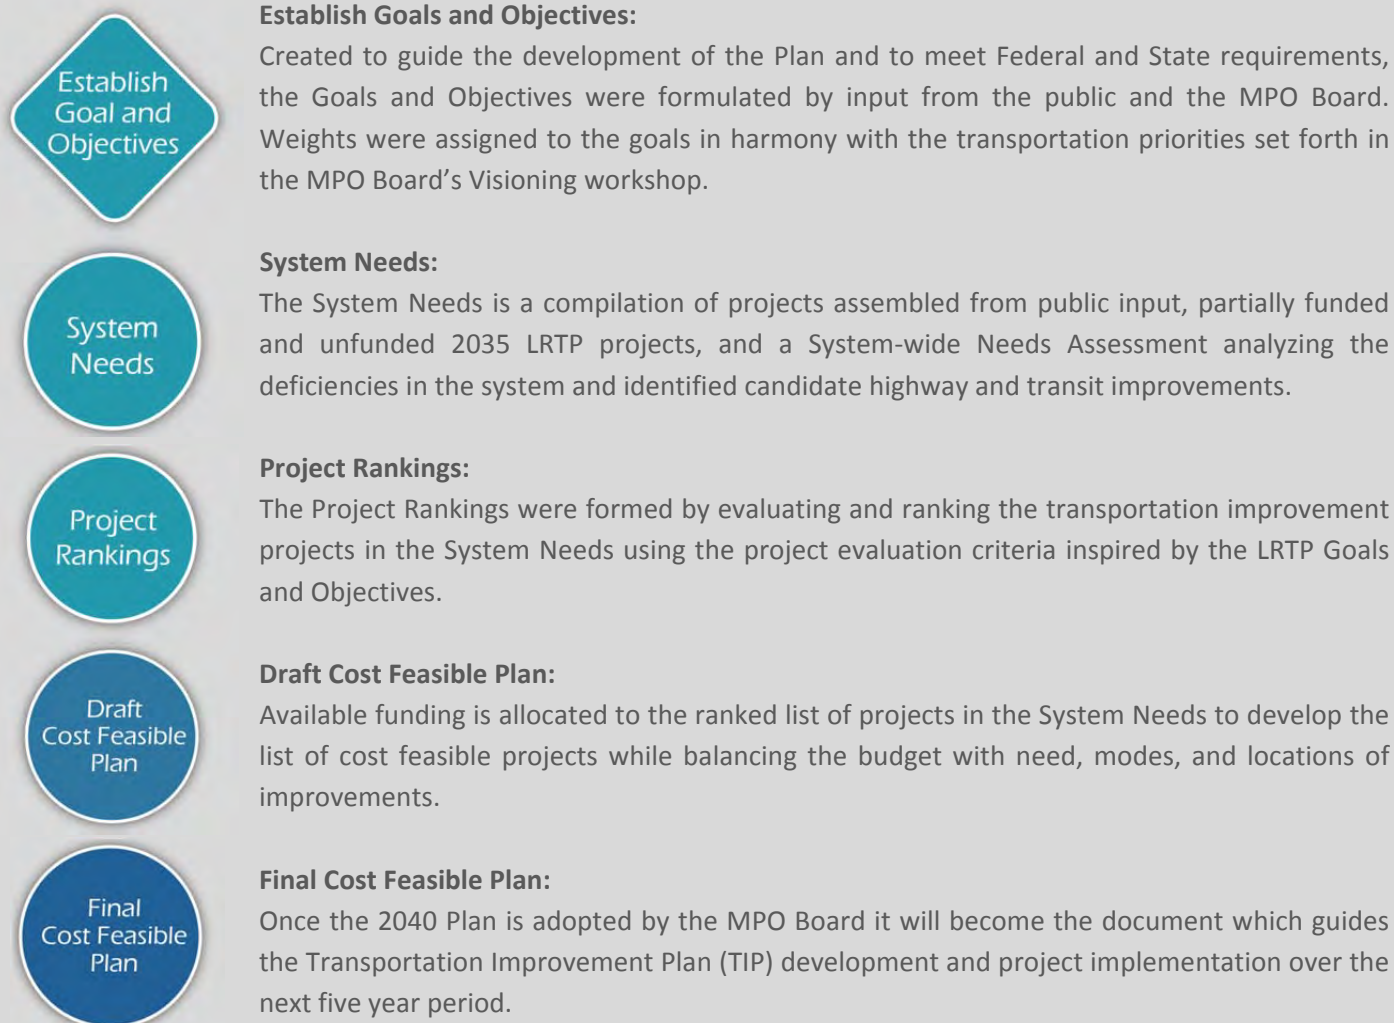 Establish
Goal and
Objectives
Establish Goals and Objectives:
Created to guide the development of the Plan and to meet Federal and State requirements,
the Goals and Objectives were formulated by input from the public and the MPO Board.
Weights were assigned to the goals in harmony with the transportation priorities set forth in
the MPO Board’s Visioning workshop.
System
Needs
System Needs:
The System Needs is a compilation of projects assembled from public input, partially funded
and unfunded 2035 LRTP projects, and a System-wide Needs Assessment analyzing the
deficiencies in the system and identified candidate highway and transit improvements.
Project
Rankings
Project Rankings:
The Project Rankings were formed by evaluating and ranking the transportation improvement
projects in the System Needs using the project evaluation criteria inspired by the LRTP Goals
and Objectives.
Draft
Cost Feasible
Plan
Draft Cost Feasible Plan:
Available funding is allocated to the ranked list of projects in the System Needs to develop the
list of cost feasible projects while balancing the budget with need, modes, and locations of
improvements.
Final
Cost Feasible
Plan
Final Cost Feasible Plan:
Once the 2040 Plan is adopted by the MPO Board it will become the document which guides
the Transportation Improvement Plan (TIP) development and project implementation over the
next five year period.